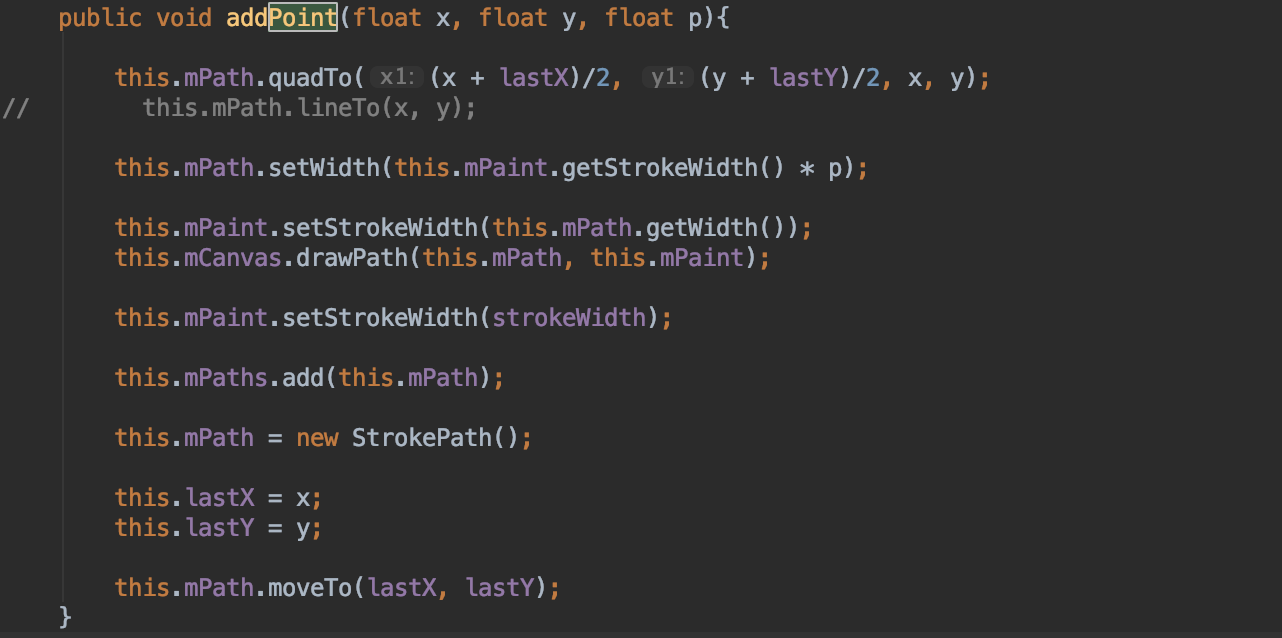 public void addPoint(float x, float y, float p){
this.mPath.quadTo( x1: (x + lastX)/2, y1: (y + lastY)/2, x, y);
// this.mPath.lineTo(x, y);
this.mPath.setWidth(this.mPaint.getStrokeWidth() * p);
this.mPaint.setStrokeWidth(this.mPath.getWidth());
this.mCanvas.drawPath(this.mPath, this.mPaint);
this.mPaint.setStrokeWidth(strokeWidth);
this.mPaths.add(this.mPath);
this.mPath = new StrokePath();
this.lastX = x;
this.lastY = y;
this.mPath.moveTo(lastX, lastY);
}